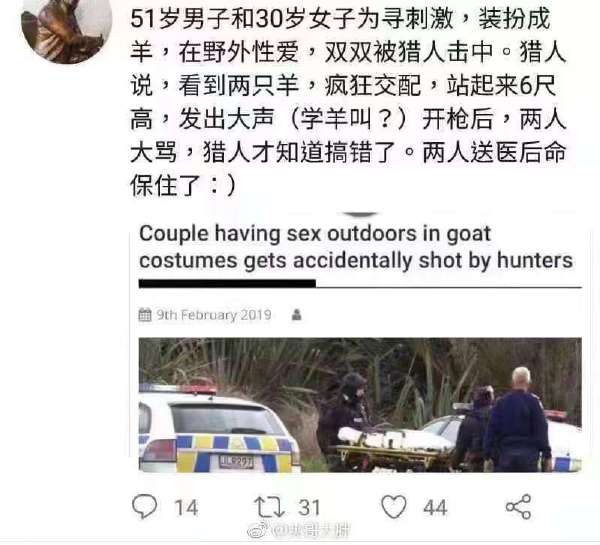 51岁男子和30岁女子为寻刺激，装扮成
羊，在野外性爱，双双被猎人击中。猎人
说，看到两只羊，疯狂交配，站起来6尺
高，发出大声（学羊叫？）开枪后，两人
大骂，猎人才知道搞错了。两人送医后命
保住了：）
Couple having sex outdoors in goat
costumes gets accidentally shot by hunters
9th February 2019
14
31
44